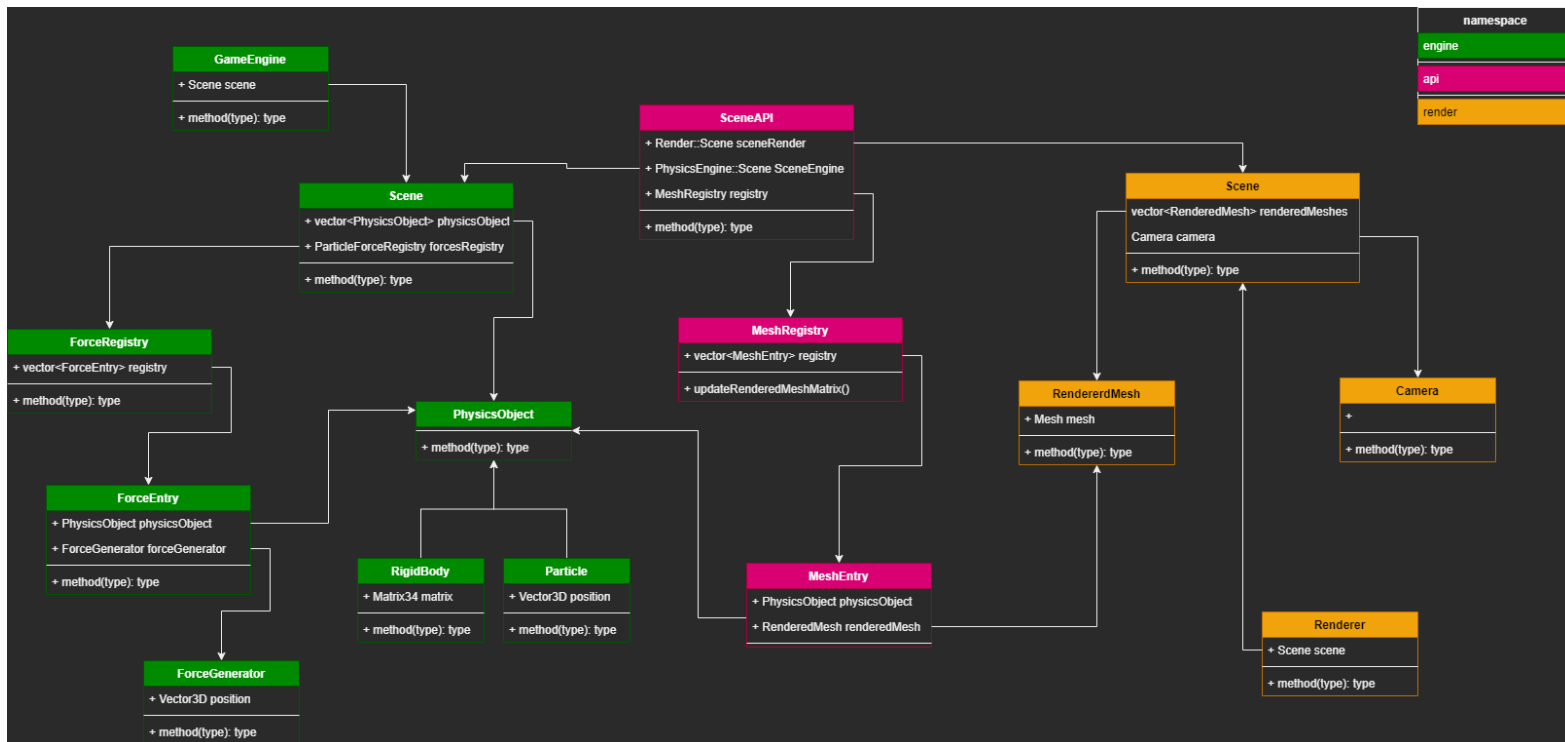 namespace
engine
api
render
GameEngine
+ Scene scene
+ method(type): type
SceneAPI
+ Render::Scene sceneRender
+ PhysicsEngine::Scene SceneEngine
+ MeshRegistry registry
+ method(type): type
Scene
+ vector<PhysicsObject> physicsObject
+ ParticleForceRegistry forcesRegistry
+ method(type): type
Scene
vector<RenderedMesh> renderedMeshes
Camera camera
+ method(type): type
ForceRegistry
+ vector<ForceEntry> registry
+ method(type): type
MeshRegistry
+ vector<MeshEntry> registry
+ updateRenderedMeshMatrix()
PhysicsObject
+ method(type): type
RendererdMesh
+ Mesh mesh
+ method(type): type
Camera
+
+ method(type): type
ForceEntry
+ PhysicsObject physicsObject
+ ForceGenerator forceGenerator
+ method(type): type
RigidBody
+ Matrix34 matrix
+ method(type): type
Particle
+ Vector3D position
+ method(type): type
MeshEntry
+ PhysicsObject physicsObject
+ RenderedMesh renderedMesh
Renderer
+ Scene scene
+ method(type): type
ForceGenerator
+ Vector3D position
+ method(type): type